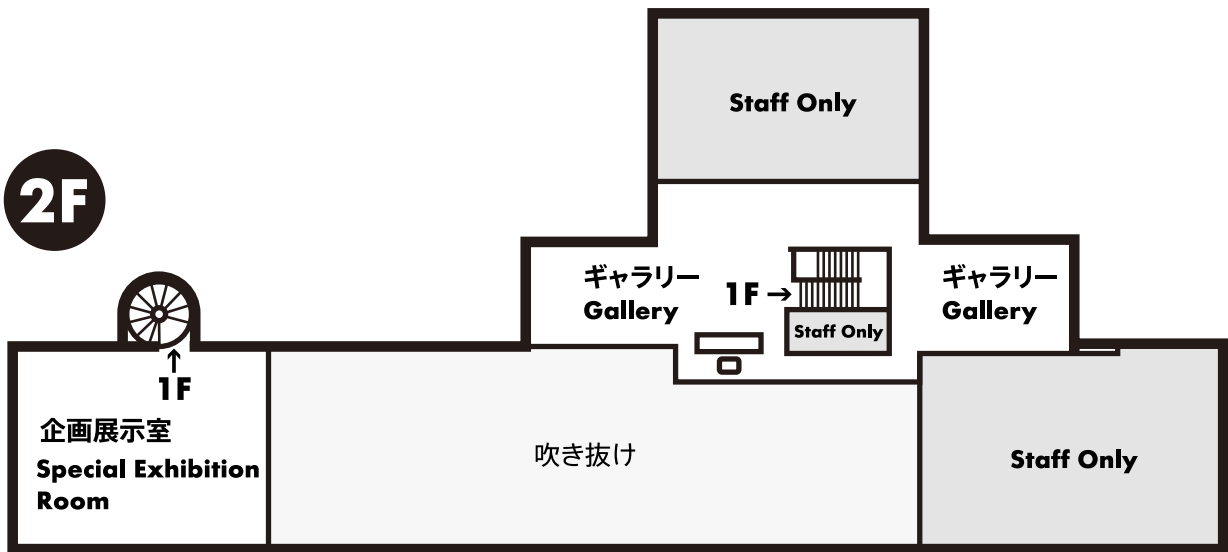 Staff Only
2F
ギャラリー
Gallery
1F →
Staff Only
ギャラリー
Gallery
↑
1F
企画展示室
Special Exhibition
Room
吹き抜け
Staff Only